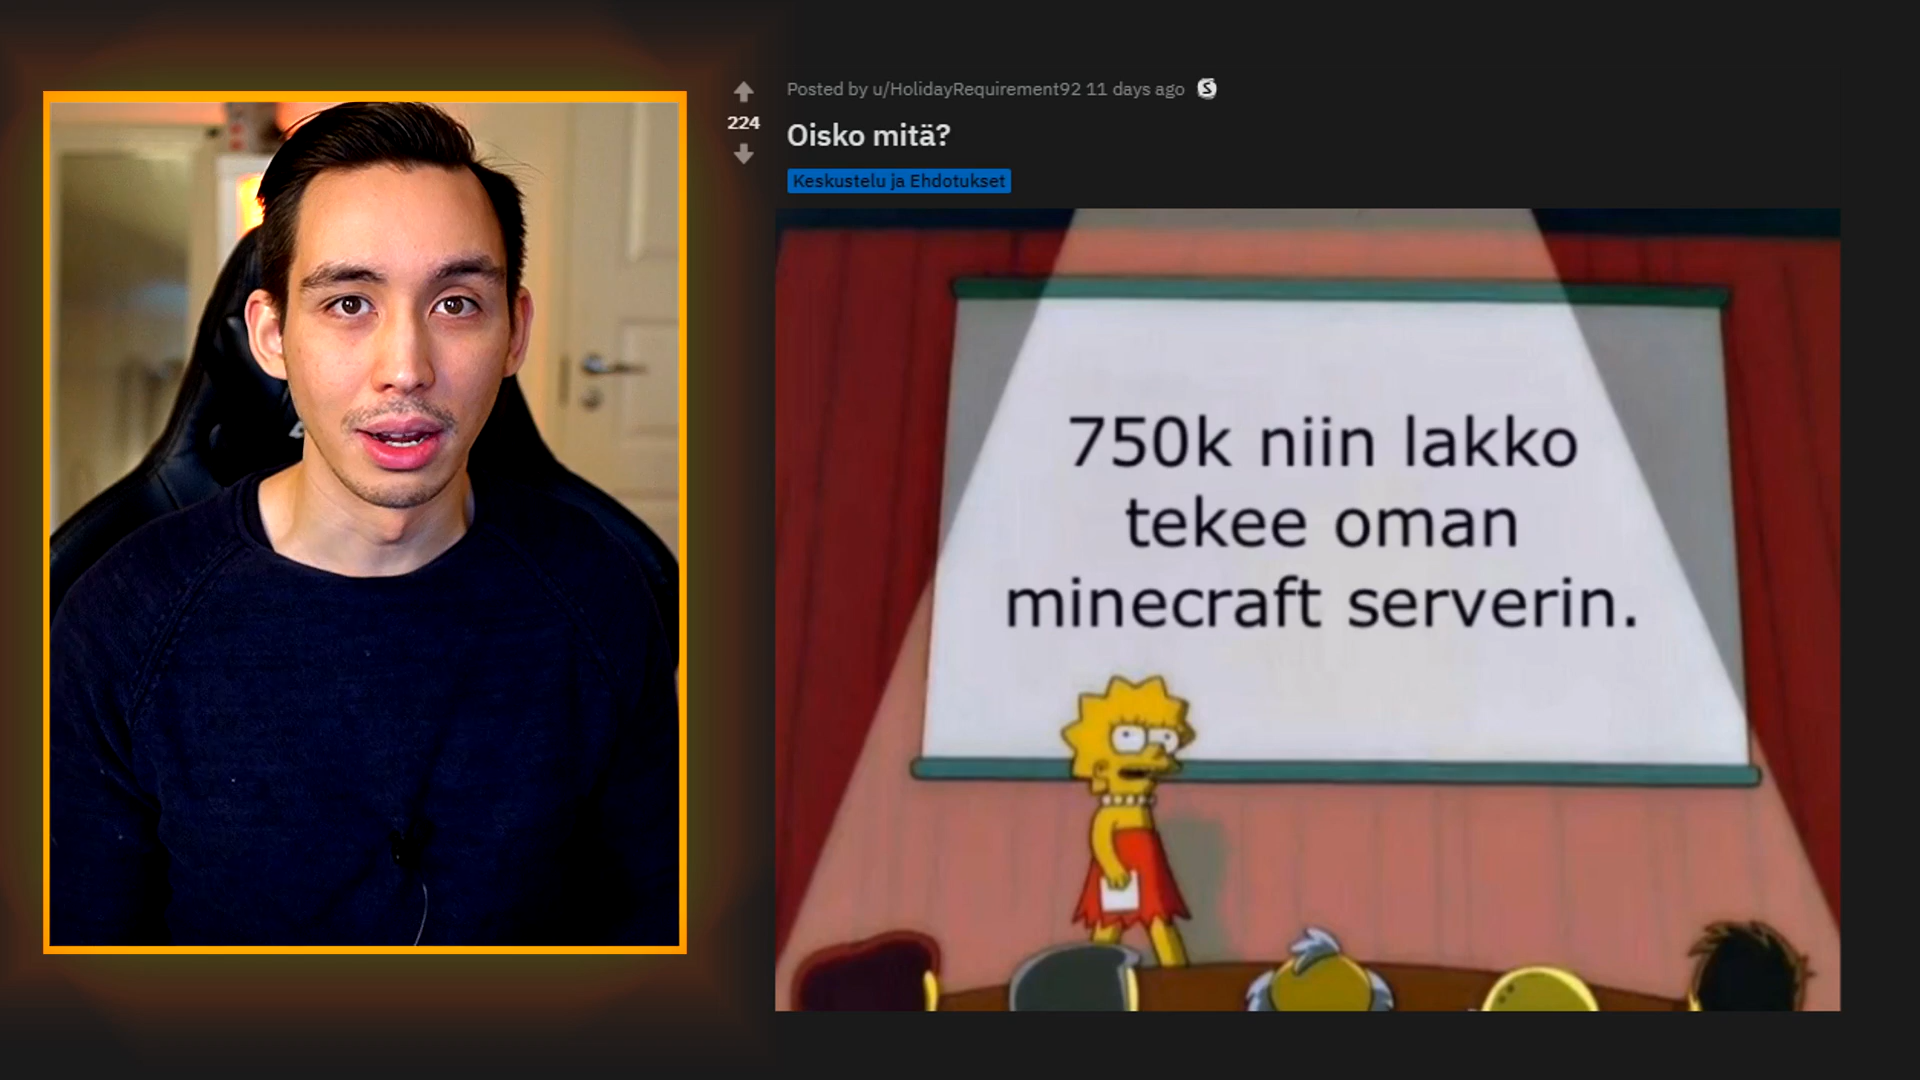 Posted by u/HolidayRequirement92 11 days ago
224
Oisko mitä?
Keskustelu ja Ehdotukset
750k niin lakko
tekee oman
minecraft serverin.